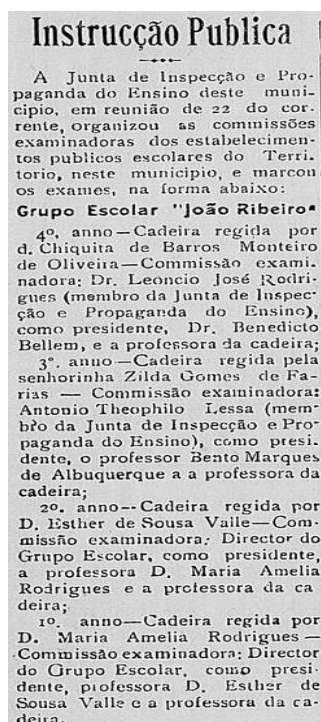 Instrucção Publica
A Junta de Inspecção e Pro-
paganda do Ensino deste muni-
cipio, em reunião de 22 do cor-
rente, organizou as commissões
examinadoras dos estabelecimen-
tos publicos escolares do Terri-
torio, neste municipio, e marcou
os exames, na forma abaixo:
Grupo Escolar "João Ribeiro"
4º, anno—Cadeira regida por
d. Chiquita de Barros Monteiro
de Oliveira—Commissão exami-
nadora: Dr. Leoncio José Rodri-
gues (membro da Junta de Inspec-
ção e Propaganda do Ensino),
como presidente, Dr. Benedicto
Bellem, e a professora da cadeira;
3º. anno—Cadeira regida pela
senhorinha Zilda Gomes de Fa-
rias — Commissão examinadora:
Antonio Theophilo Lessa (mem-
bro da Junta de Inspecção e Pro-
paganda do Ensino), como presi-
dente, o professor Bento Marques
de Albuquerque a a professora da
cadeira;
2º. anno--Cadeira regida por
D. Esther de Sousa Valle—Com-
missão examinadora: Director do
Grupo Escolar, como presidente,
a professora D. Maria Amelia
Rodrigues e a professora da ca
deira;
1º. anno—Cadeira regida por
D. Maria Amelia Rodrigues —
Commissão examinadora: Director
do Grupo Escolar, como presi-
dente, professora D. Esther de
Sousa Valle e a professora da ca-
deira.